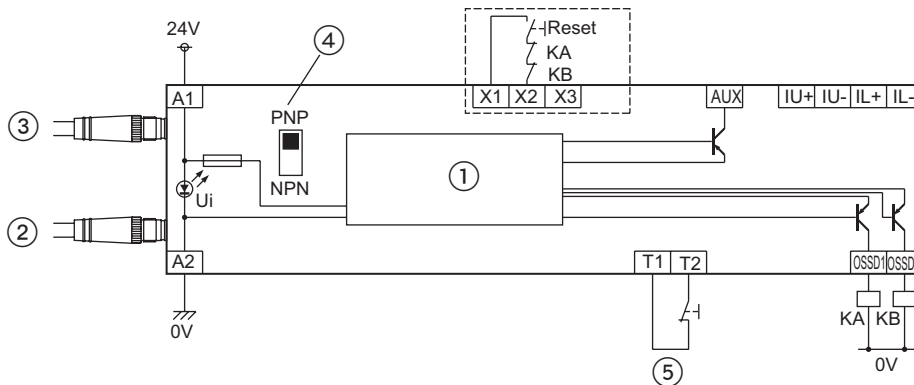 24V
④
Reset
KA
KB
A1
X1 X2 X3
AUX
IU+ IU- IL+ IL-
③
PNP
NPN
①
Ui
②
A2
T1 T2
OSSD1 OSSD
0V
KA KB
⑤
0V